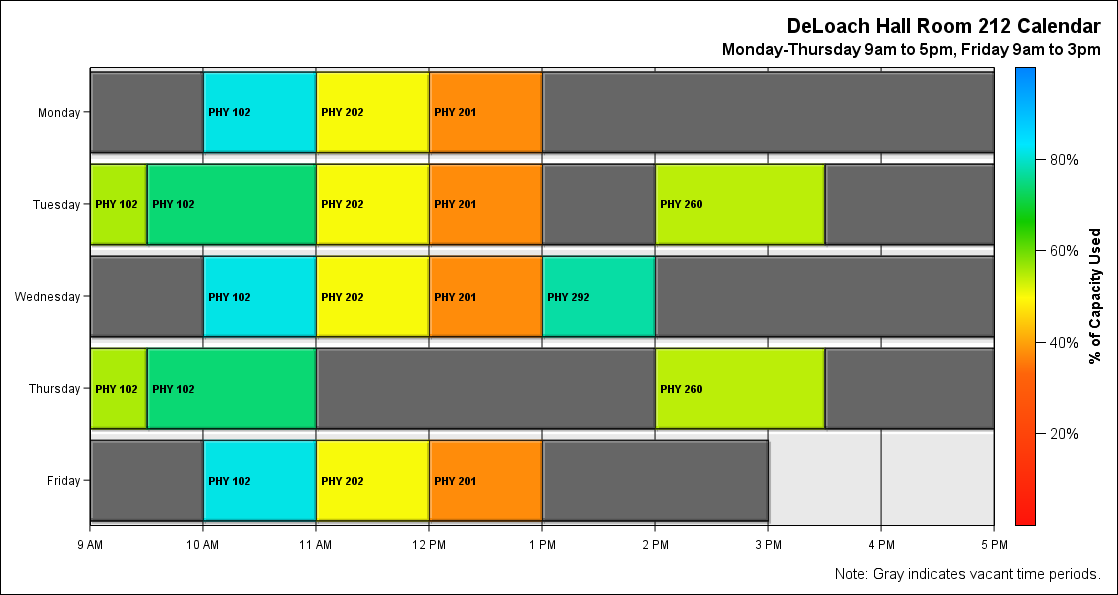 DeLoach Hall Room 212 Calendar
Monday-Thursday 9am to 5pm, Friday 9am to 3pm
Monday
PHY 102
PHY 202
PHY 201
Tuesday
PHY 102
PHY 102
PHY 202
PHY 201
PHY 260
Wednesday
PHY 102
PHY 202
PHY 201
PHY 292
Thursday
PHY 102
PHY 102
PHY 260
Friday
PHY 102
PHY 202
PHY 201
9 AM
10 AM
11 AM
12 PM
1 PM
2 PM
3 PM
4 PM
5 PM
80%
60%
40%
20%
% of Capacity Used
Note: Gray indicates vacant time periods.